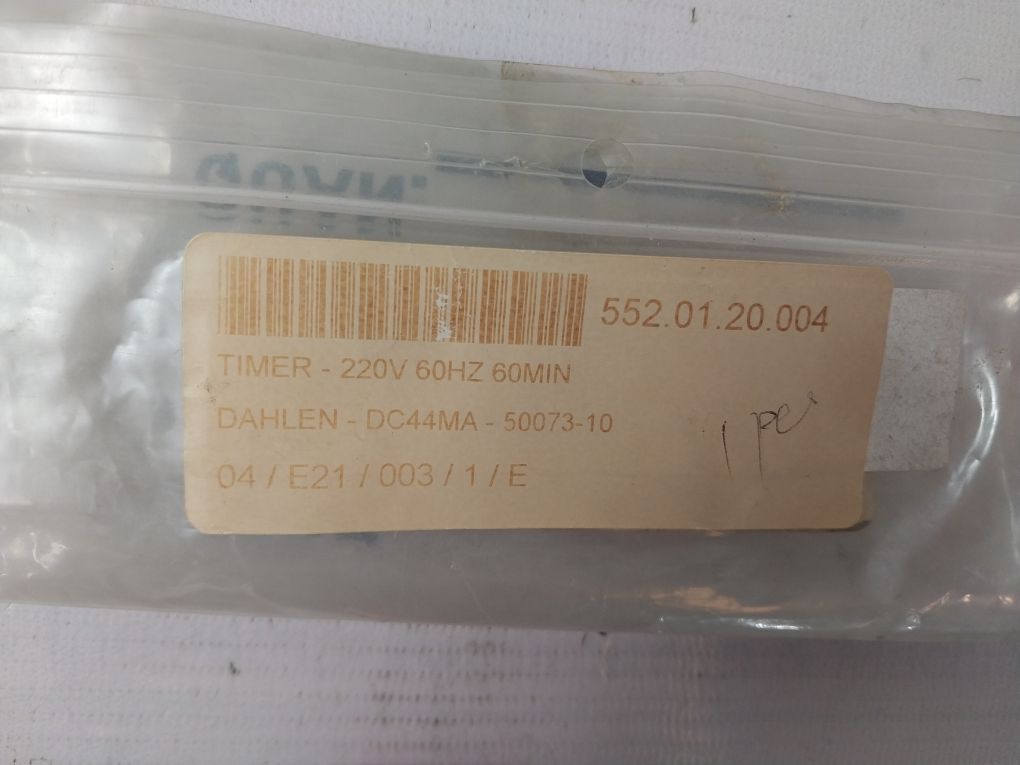 552.01.20.004
TIMER - 220V 60HZ 60MIN
DAHLEN - DC44MA - 50073-10
04 / E21 / 003 / 1 / E
1 pc